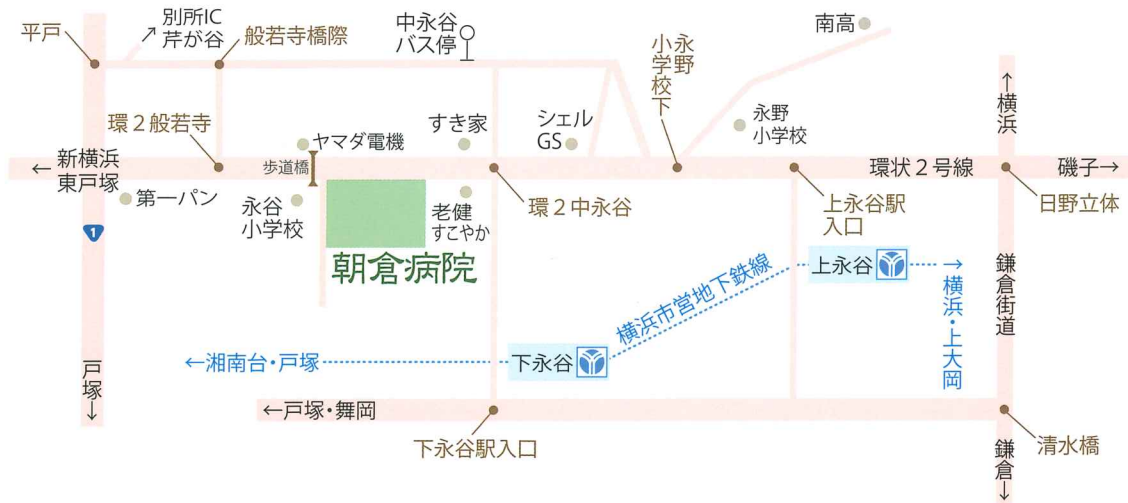 平戸
別所IC
芹が谷
般若寺橋際
中永谷
バス停
永野
小学校下
南高
↑横浜
環2般若寺
ヤマダ電機
すき家
シェル
GS
永野
小学校
← 新横浜
東戸塚
歩道橋
環状2号線
磯子→
第一パン
永谷
小学校
老健
すこやか
環2中永谷
上永谷駅
入口
日野立体
1
朝倉病院
上永谷
横浜市営地下鉄線
→横浜・上大岡
鎌倉街道
←湘南台・戸塚
下永谷
戸塚→
←戸塚・舞岡
下永谷駅入口
清水橋
鎌倉→